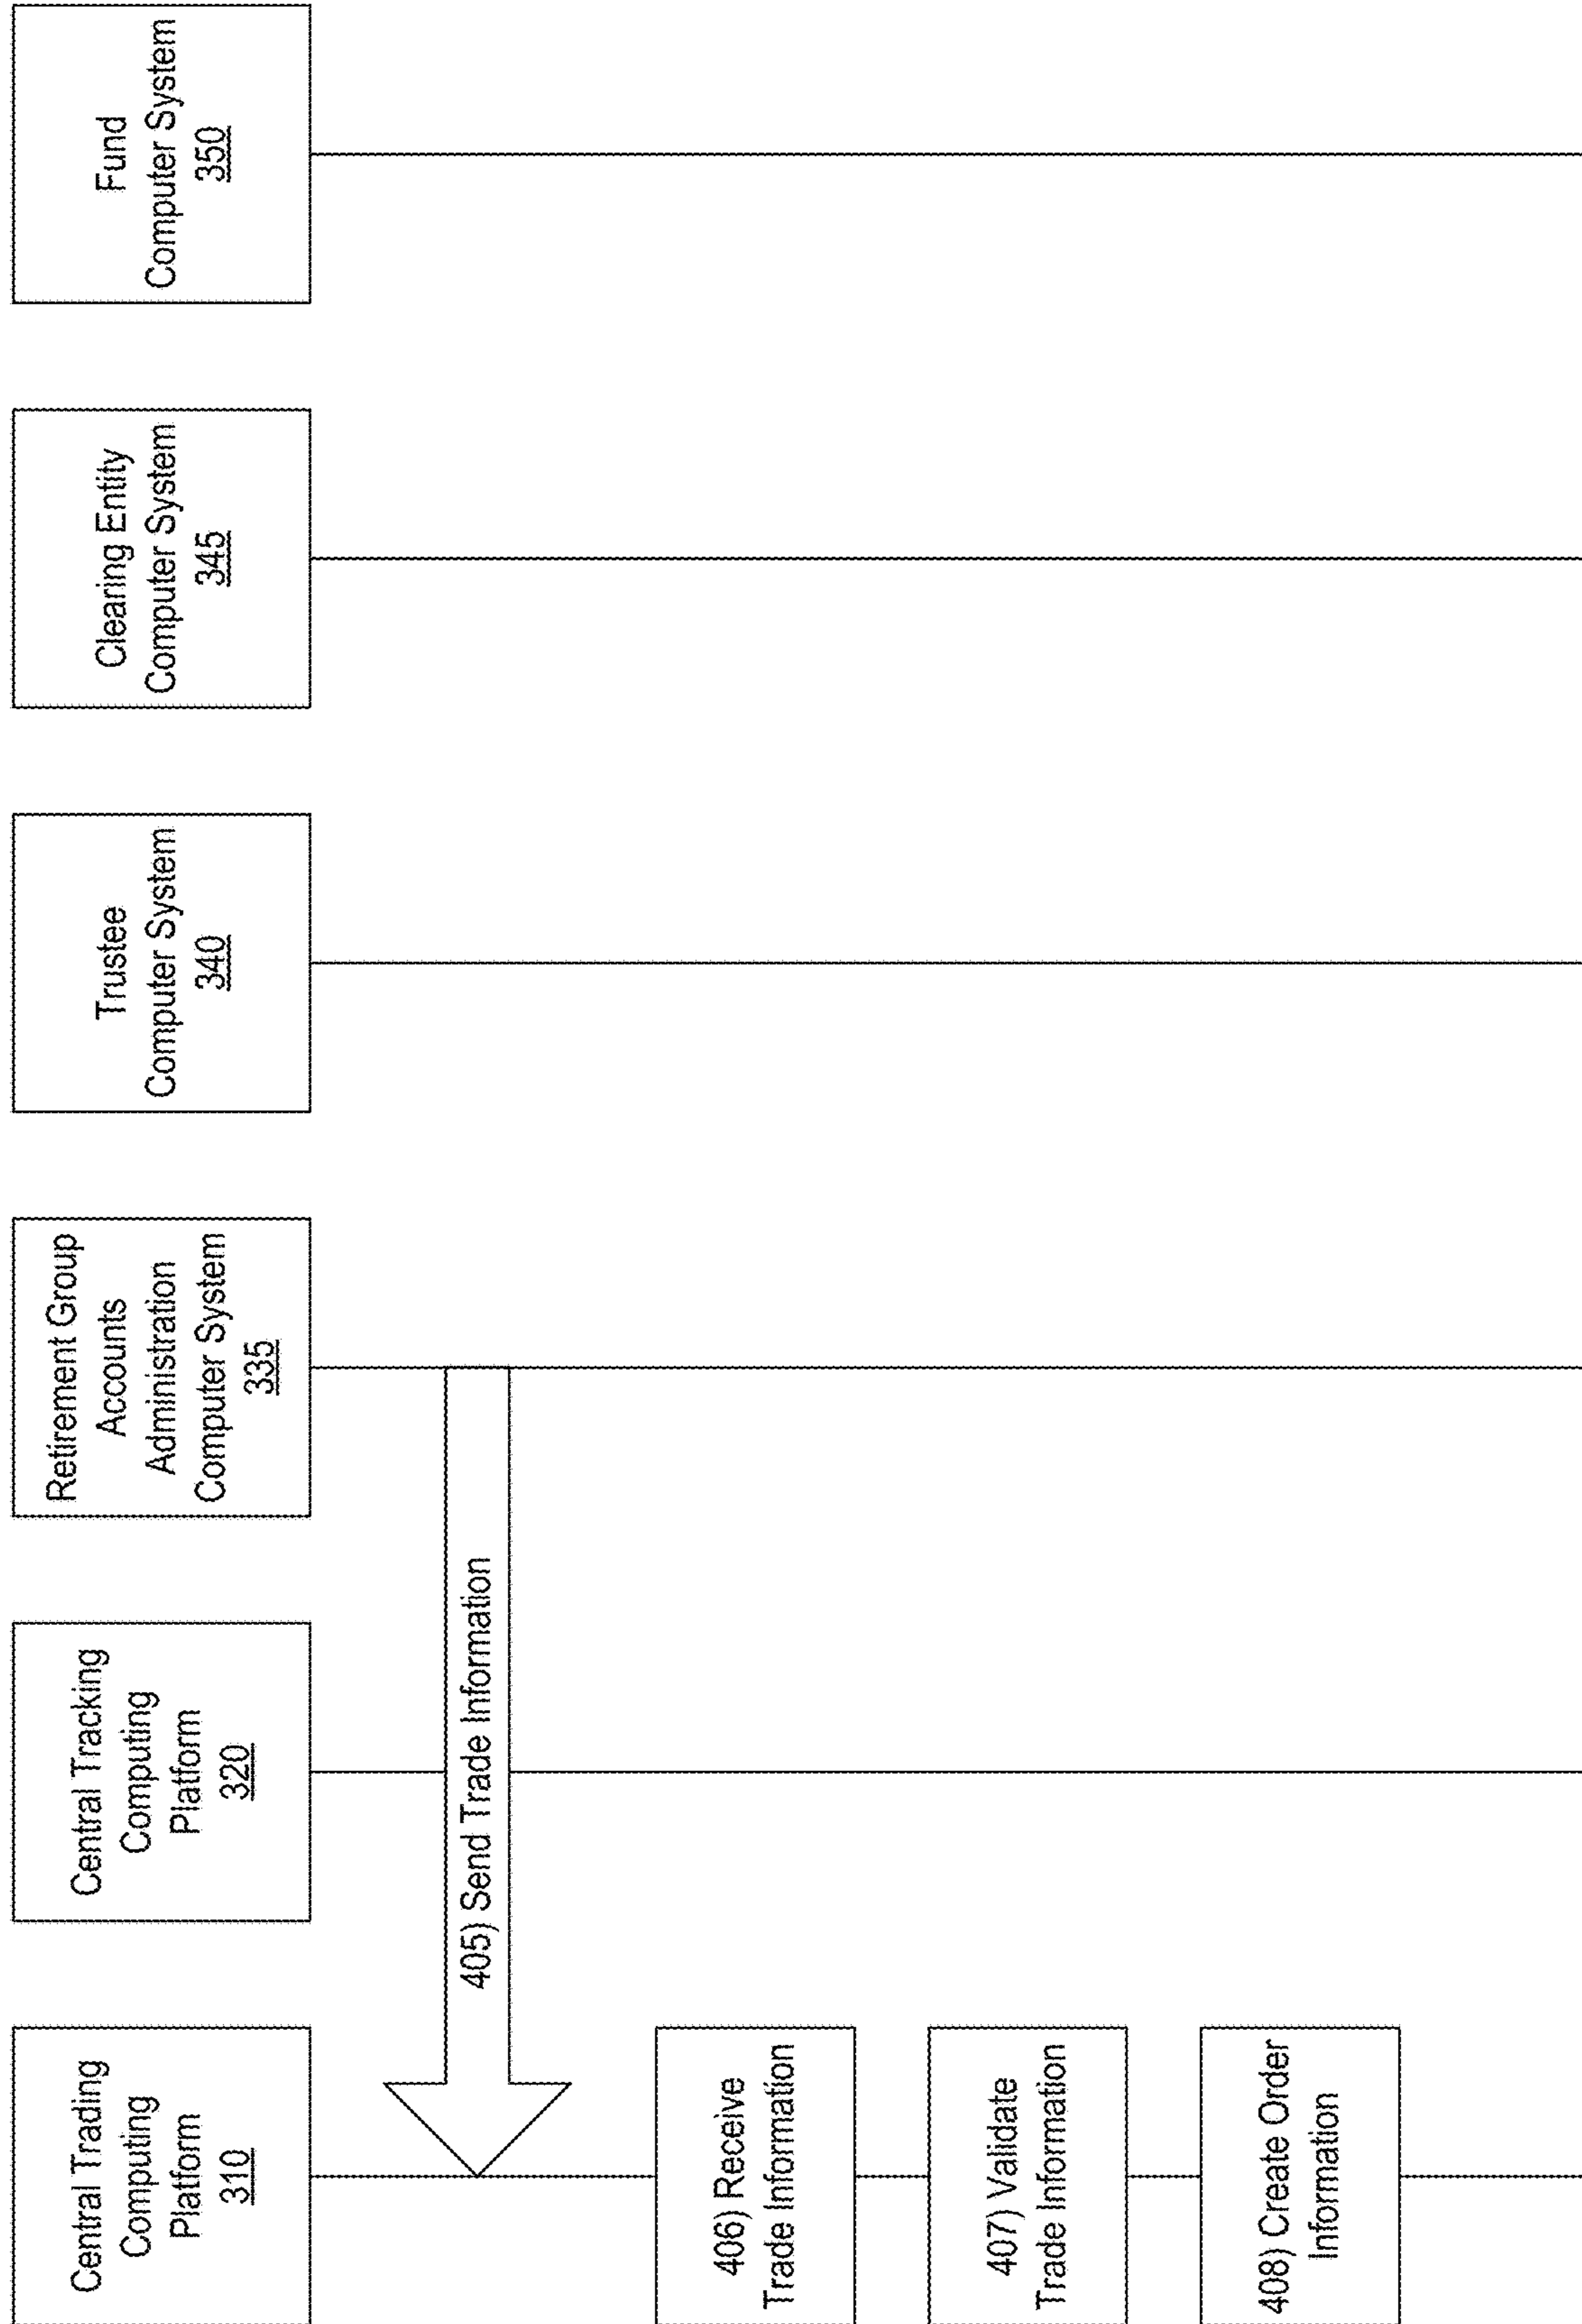 Central Trading
Computing
Platform
310
Central Tracking
Computing
Platform
320
Retirement Group
Accounts
Administration
Computer System
335
Trustee
Computer System
340
Clearing Entity
Computer System
345
Fund
Computer System
350
405) Send Trade Information
406) Receive
Trade Information
407) Validate
Trade Information
408) Create Order
Information